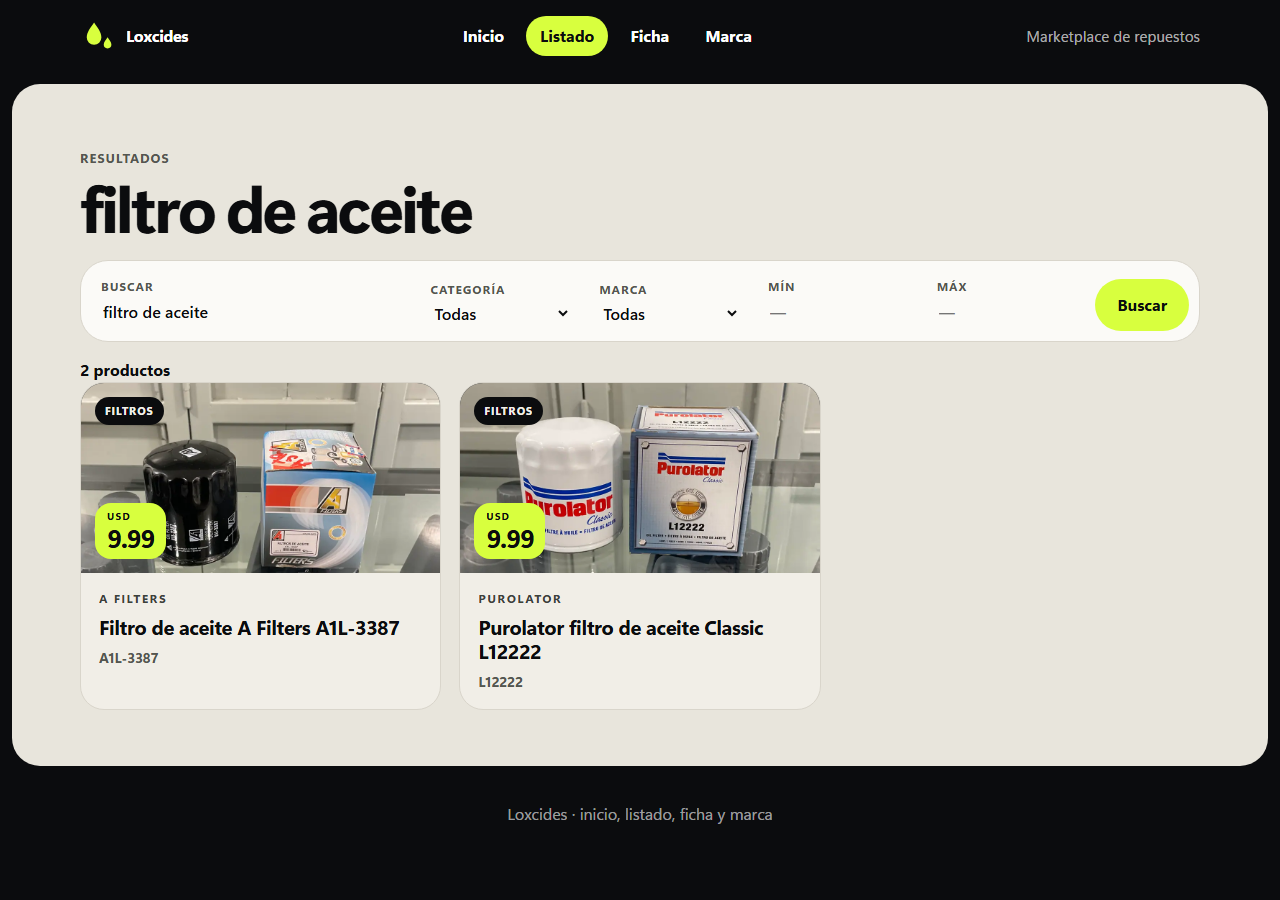 Loxcides
Inicio
Listado
Ficha
Marca
Marketplace de repuestos
RESULTADOS
filtro de aceite
BUSCAR
filtro de aceite
CATEGORÍA
Todas
MARCA
Todas
MÍN
—
MÁX
—
Buscar
2 productos
FILTROS
A1
FILTERS
USD
9.99
A FILTERS
Filtro de aceite A Filters A1L-3387
A1L-3387
FILTROS
Purolator
Classic
L12222
Purolator
Classic
L12222
USD
9.99
PUROLATOR
Purolator filtro de aceite Classic
L12222
L12222
Loxcides · inicio, listado, ficha y marca